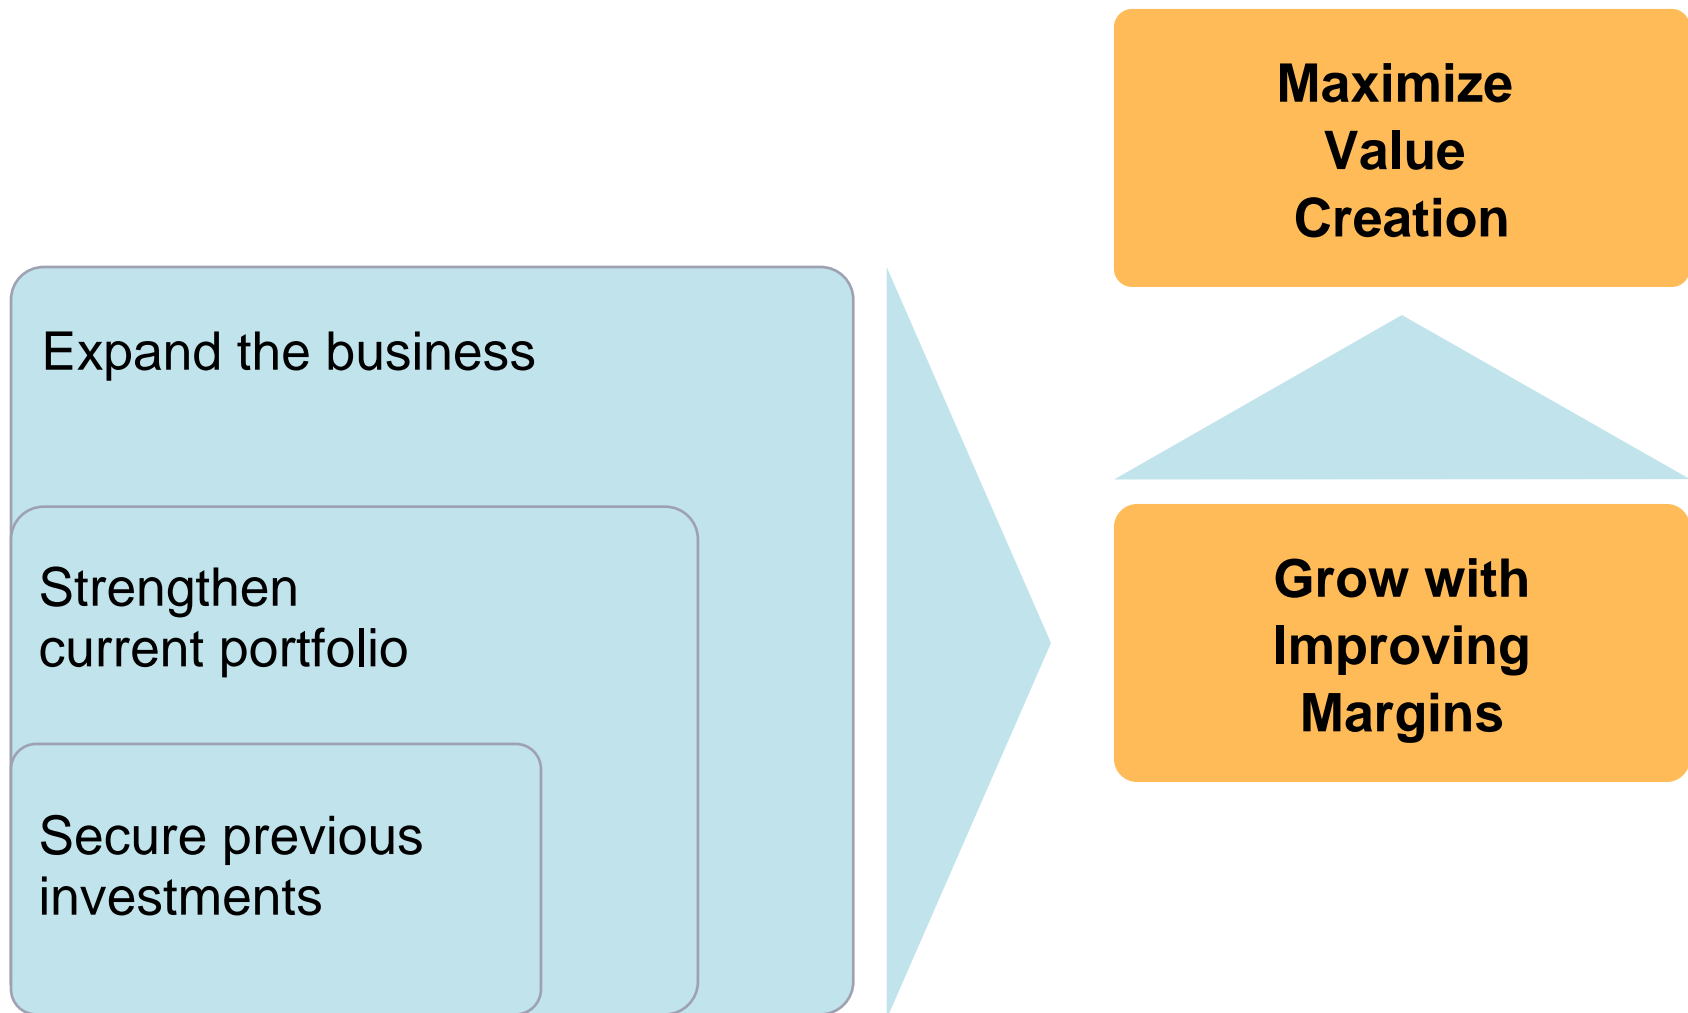 Maximize
Value
Creation
Expand the business
Strengthen
current portfolio
Secure previous
investments
Grow with
Improving
Margins